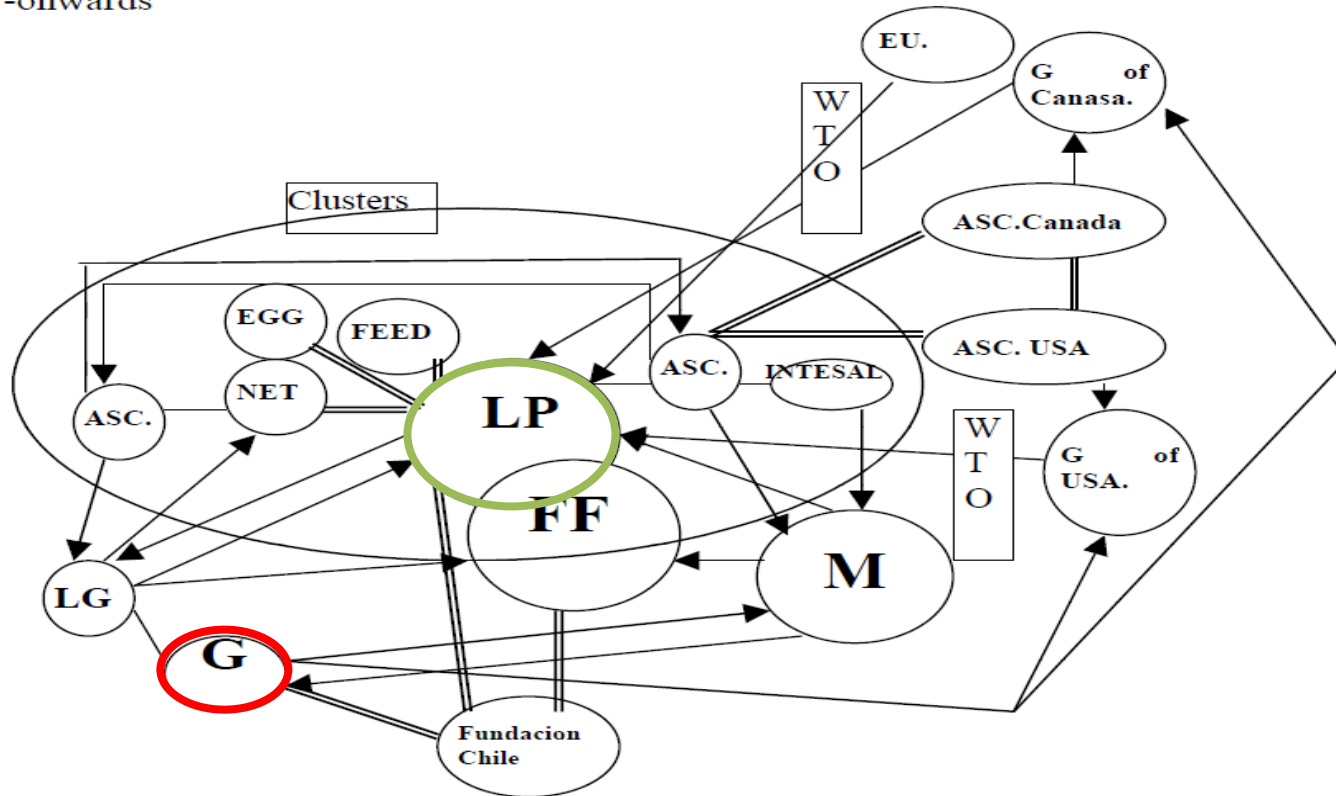 -onwards
EU.
G of
Canasa.
W
T
O
Clusters
ASC.Canada
EGG
FEED
ASC. USA
ASC.
INTESAL
NET
ASC.
LP
W
T
O
G of
USA.
FF
M
LG
G
Fundacion
Chile